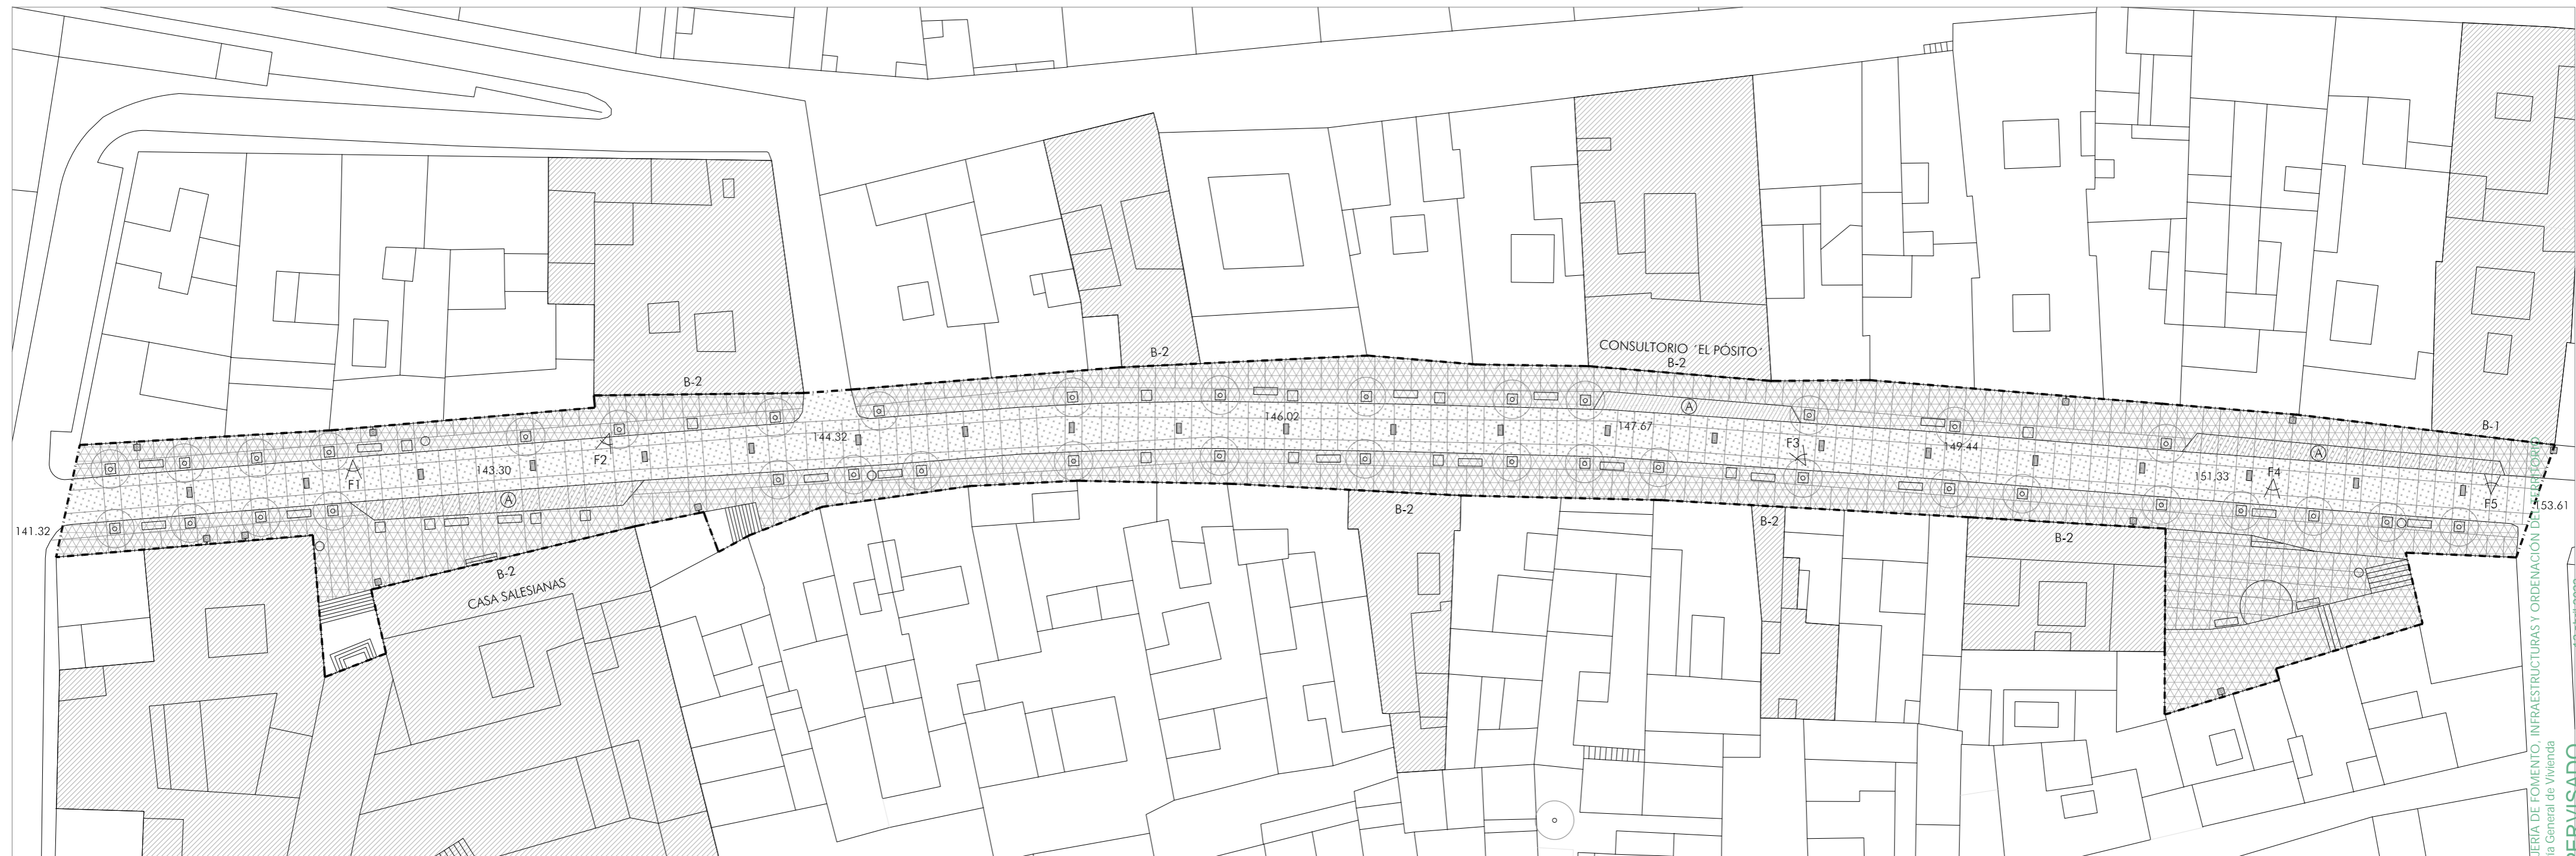 B-2
B-2
CONSULTORIO ´EL PÓSITO´
B-2
B-1
146.02
A
147.67
144.32
F2
143.30
F1
A
F3
149.44
A
151.33
F4
F5
153.61
141.32
B-2
B-2
B-2
B-2
CASA SALESIANAS
DE FOMENTO, INFRAESTRUCTURAS Y ORDENACIÓN DEL TERRITORIO
General de Vivienda